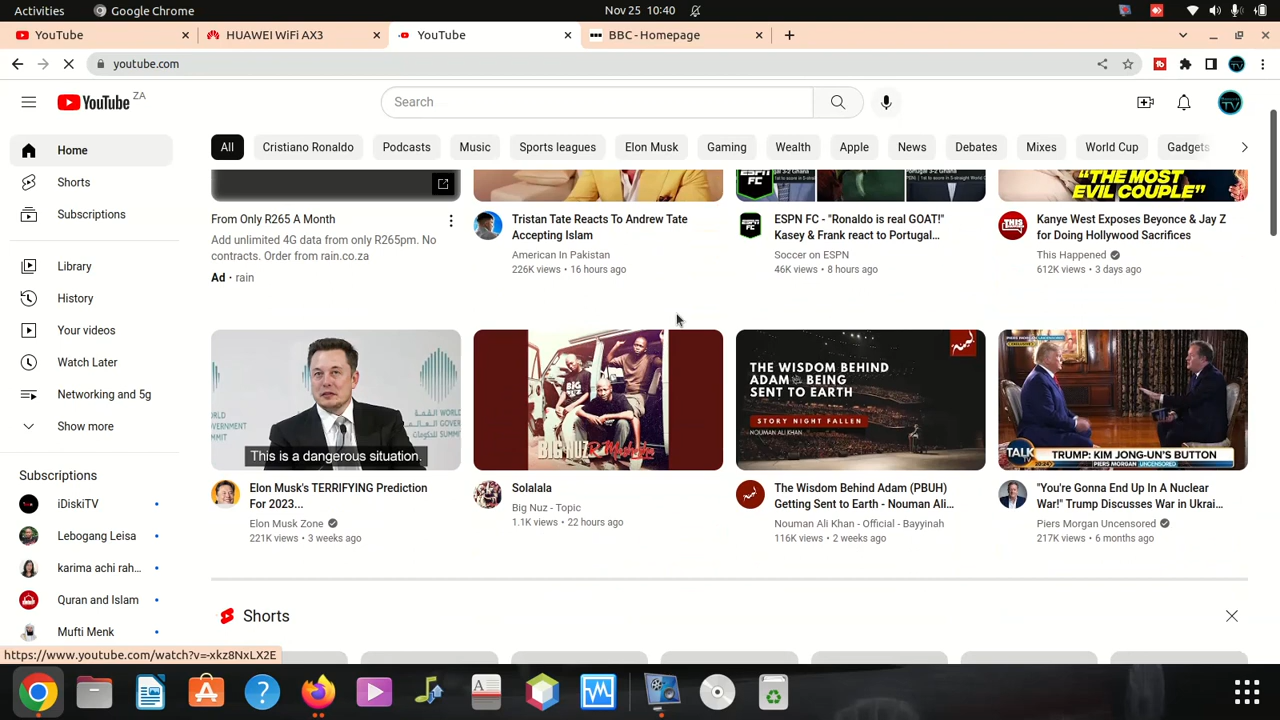 Activities
Google Chrome
Nov 25 10:40
YouTube
HUAWEI WiFi AX3
YouTube
BBC - Homepage
youtube.com
YouTube ZA
Search
Home
Shorts
Subscriptions
Library
History
Your videos
Watch Later
Networking and 5g
Show more
Subscriptions
iDiskiTV
Lebogang Leisa
karima achi rah...
Quran and Islam
Mufti Menk
All
Cristiano Ronaldo
Podcasts
Music
Sports leagues
Elon Musk
Gaming
Wealth
Apple
News
Debates
Mixes
World Cup
Gadgets
From Only R265 A Month
Add unlimited 4G data from only R265pm. No
contracts. Order from rain.co.za
Ad · rain
Tristan Tate Reacts To Andrew Tate
Accepting Islam
American In Pakistan
226K views • 16 hours ago
ESPN
FC
ESPN FC - "Ronaldo is real GOAT!"
Kasey & Frank react to Portugal...
Soccer on ESPN
46K views • 8 hours ago
"THE MOST
EVIL COUPLE"
Kanye West Exposes Beyonce & Jay Z
for Doing Hollywood Sacrifices
This Happened
612K views • 3 days ago
This is a dangerous situation.
Elon Musk's TERRIFYING Prediction
For 2023...
Elon Musk Zone
221K views • 3 weeks ago
BIG NUZ
Solalala
Big Nuz - Topic
1.1K views • 22 hours ago
THE WISDOM BEHIND
ADAM BEING
SENT TO EARTH
STORY NIGHT FALLEN
NOUMAN ALI KHAN
The Wisdom Behind Adam (PBUH)
Getting Sent to Earth - Nouman Ali...
Nouman Ali Khan - Official - Bayyinah
116K views • 2 weeks ago
TALK
TRUMP: KIM JONG-UN'S BUTTON
PIERS MORGAN UNCENSORED
"You're Gonna End Up In A Nuclear
War!" Trump Discusses War in Ukrai...
Piers Morgan Uncensored
217K views • 6 months ago
Shorts
https://www.youtube.com/watch?v=-xkz8NxLX2E